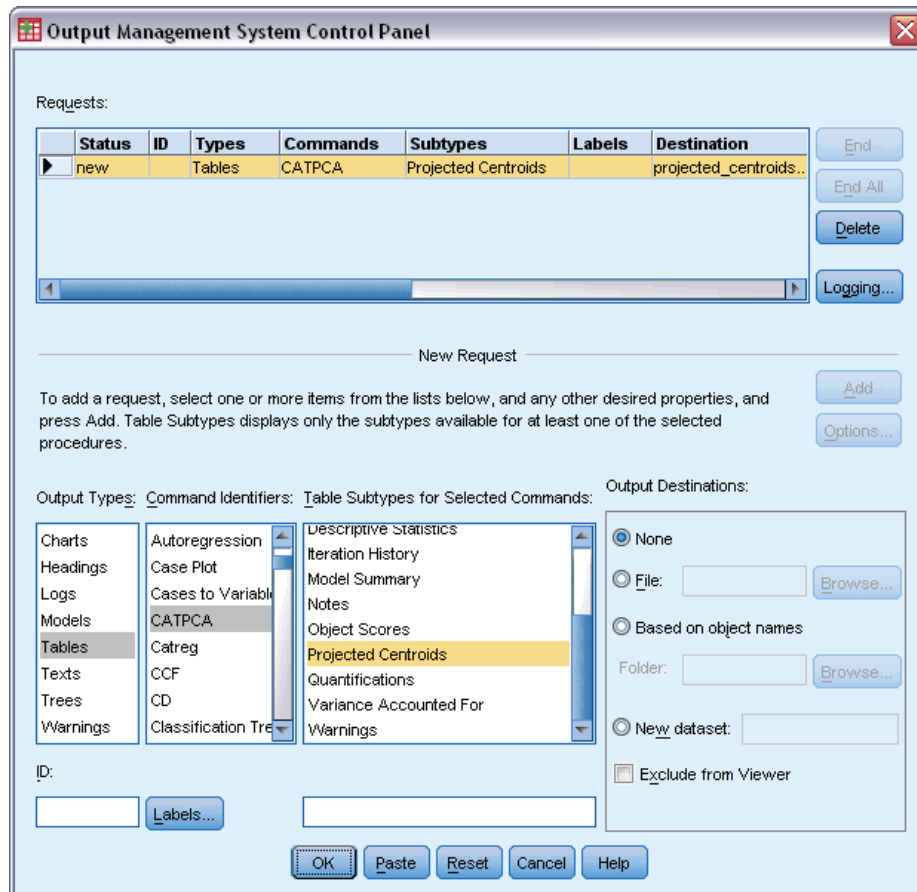 Output Management System Control Panel
Requests:
Status ID Types Commands Subtypes Labels Destination
new Tables CATPCA Projected Centroids projected_centroids..
End
End All
Delete
Logging...
New Request
To add a request, select one or more items from the lists below, and any other desired properties, and
press Add. Table Subtypes displays only the subtypes available for at least one of the selected
procedures.
Add
Options...
Output Types:
Charts
Headings
Logs
Models
Tables
Texts
Trees
Warnings
Command Identifiers:
Autoregression
Case Plot
Cases to Variabl
CATPCA
Catreg
CCF
CD
Classification Tre
Table Subtypes for Selected Commands:
Descriptive Statistics
Iteration History
Model Summary
Notes
Object Scores
Projected Centroids
Quantifications
Variance Accounted For
Warnings
Output Destinations:
None
File: Browse...
Based on object names
Folder: Browse...
New dataset:
Exclude from Viewer
ID:
Labels...
OK Paste Reset Cancel Help